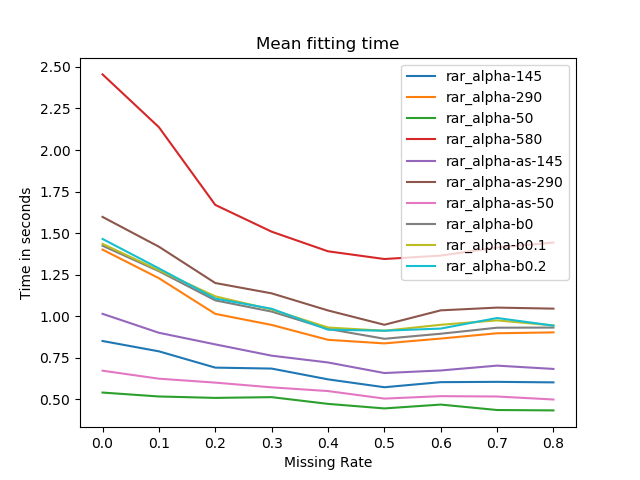 Mean fitting time
2.50
2.25
2.00
1.75
1.50
1.25
1.00
0.75
0.50
Time in seconds
rar_alpha-145
rar_alpha-290
rar_alpha-50
rar_alpha-580
rar_alpha-as-145
rar_alpha-as-290
rar_alpha-as-50
rar_alpha-b0
rar_alpha-b0.1
rar_alpha-b0.2
0.0 0.1 0.2 0.3 0.4 0.5 0.6 0.7 0.8
Missing Rate